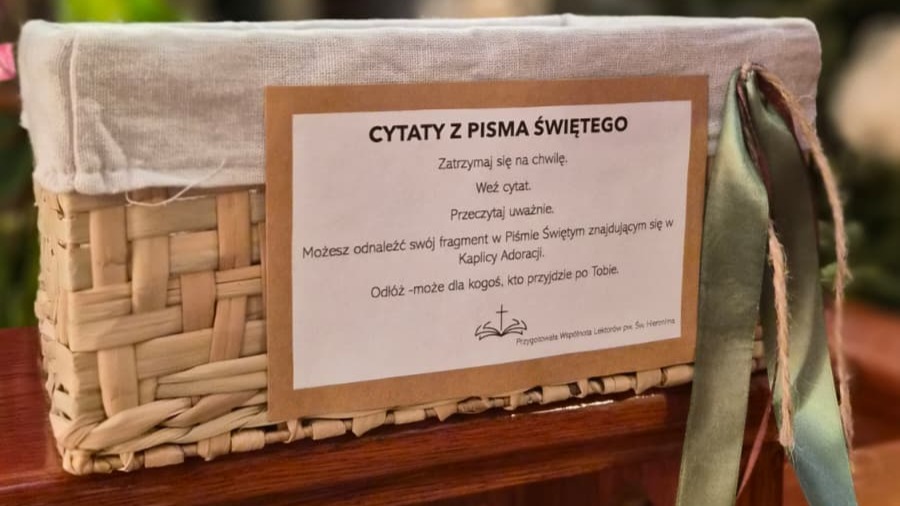 CYTATY Z PISMA ŚWIĘTEGO
Zatrzymaj się na chwilę.
Weź cytat.
Przeczytaj uważnie.
Możesz odnaleźć swój fragment w Piśmie Świętym znajdującym się w
Kaplicy Adoracji.
Odłóż -może dla kogoś, kto przyjdzie po Tobie.
Przygotowała Wspólnota Lektorów pw. Św. Hieronima